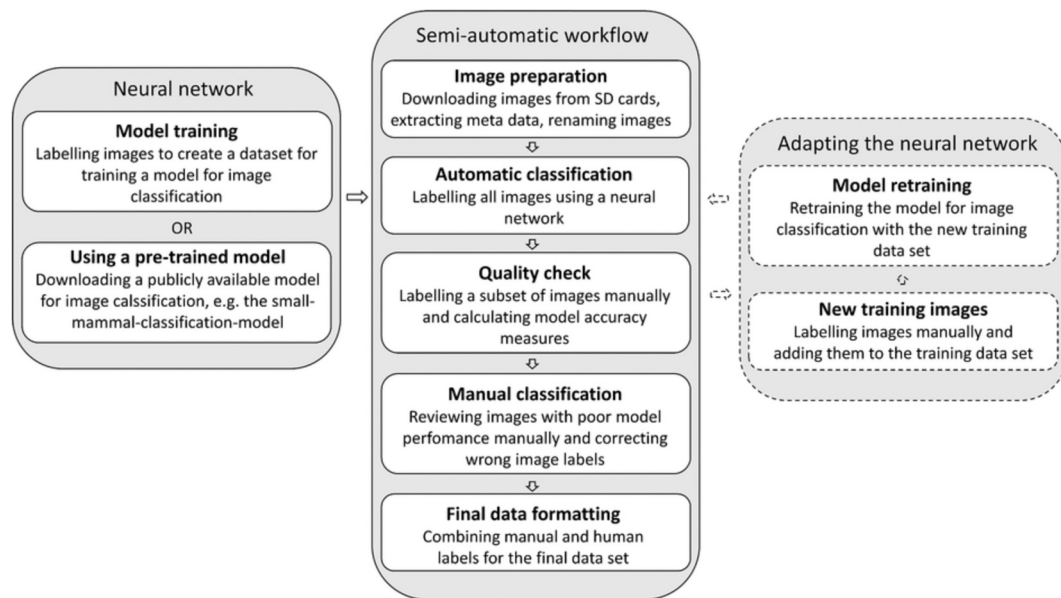 Neural network
Model training
Labelling images to create a dataset for
training a model for image
classification
OR
Using a pre-trained model
Downloading a publicly available model
for image calssification, e.g. the small-
mammal-classification-model
Semi-automatic workflow
Image preparation
Downloading images from SD cards,
extracting meta data, renaming images
Automatic classification
Labelling all images using a neural
network
Quality check
Labelling a subset of images manually
and calculating model accuracy
measures
Manual classification
Reviewing images with poor model
perfomance manually and correcting
wrong image labels
Final data formatting
Combining manual and human
labels for the final data set
Adapting the neural network
Model retraining
Retraining the model for image
classification with the new training
data set
New training images
Labelling images manually and
adding them to the training data set